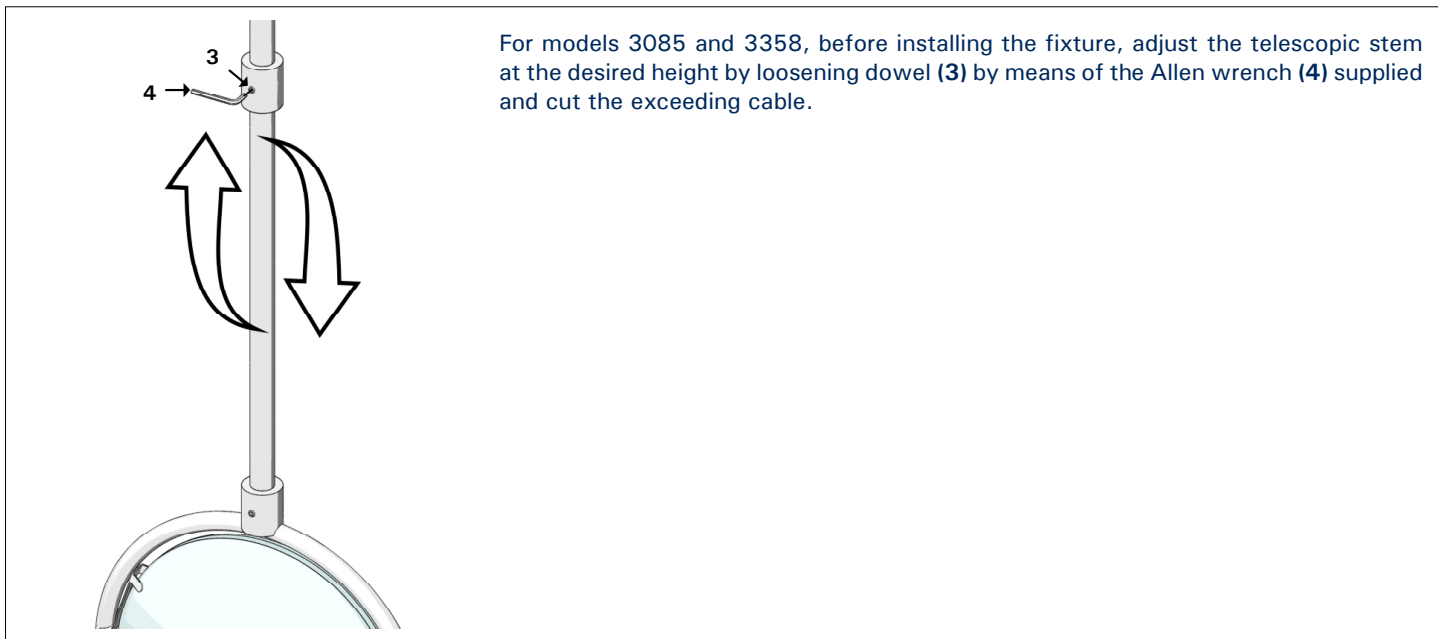 3
4
For models 3085 and 3358, before installing the fixture, adjust the telescopic stem
at the desired height by loosening dowel (3) by means of the Allen wrench (4) supplied
and cut the exceeding cable.